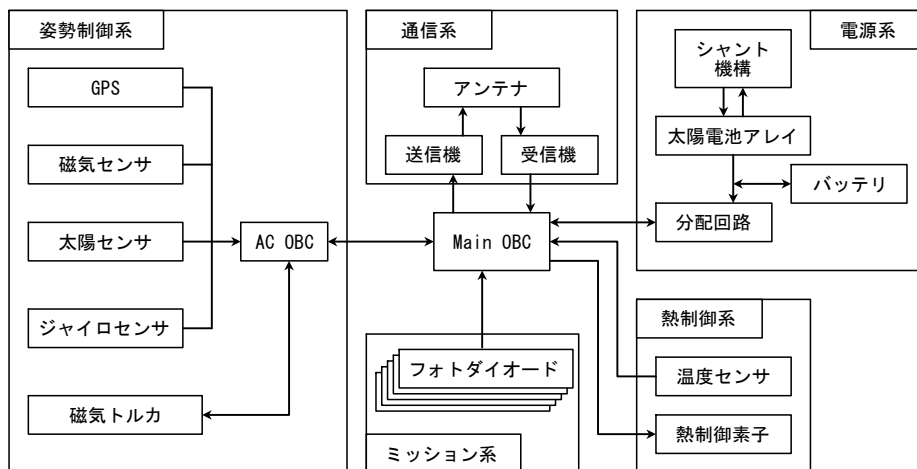 姿勢制御系
GPS
磁気センサ
太陽センサ
ジャイロセンサ
磁気トルカ
AC OBC
通信系
アンテナ
送信機
受信機
Main OBC
フォトダイオード
ミッション系
電源系
シャント
機構
太陽電池アレイ
バッテリ
分配回路
熱制御系
温度センサ
熱制御素子